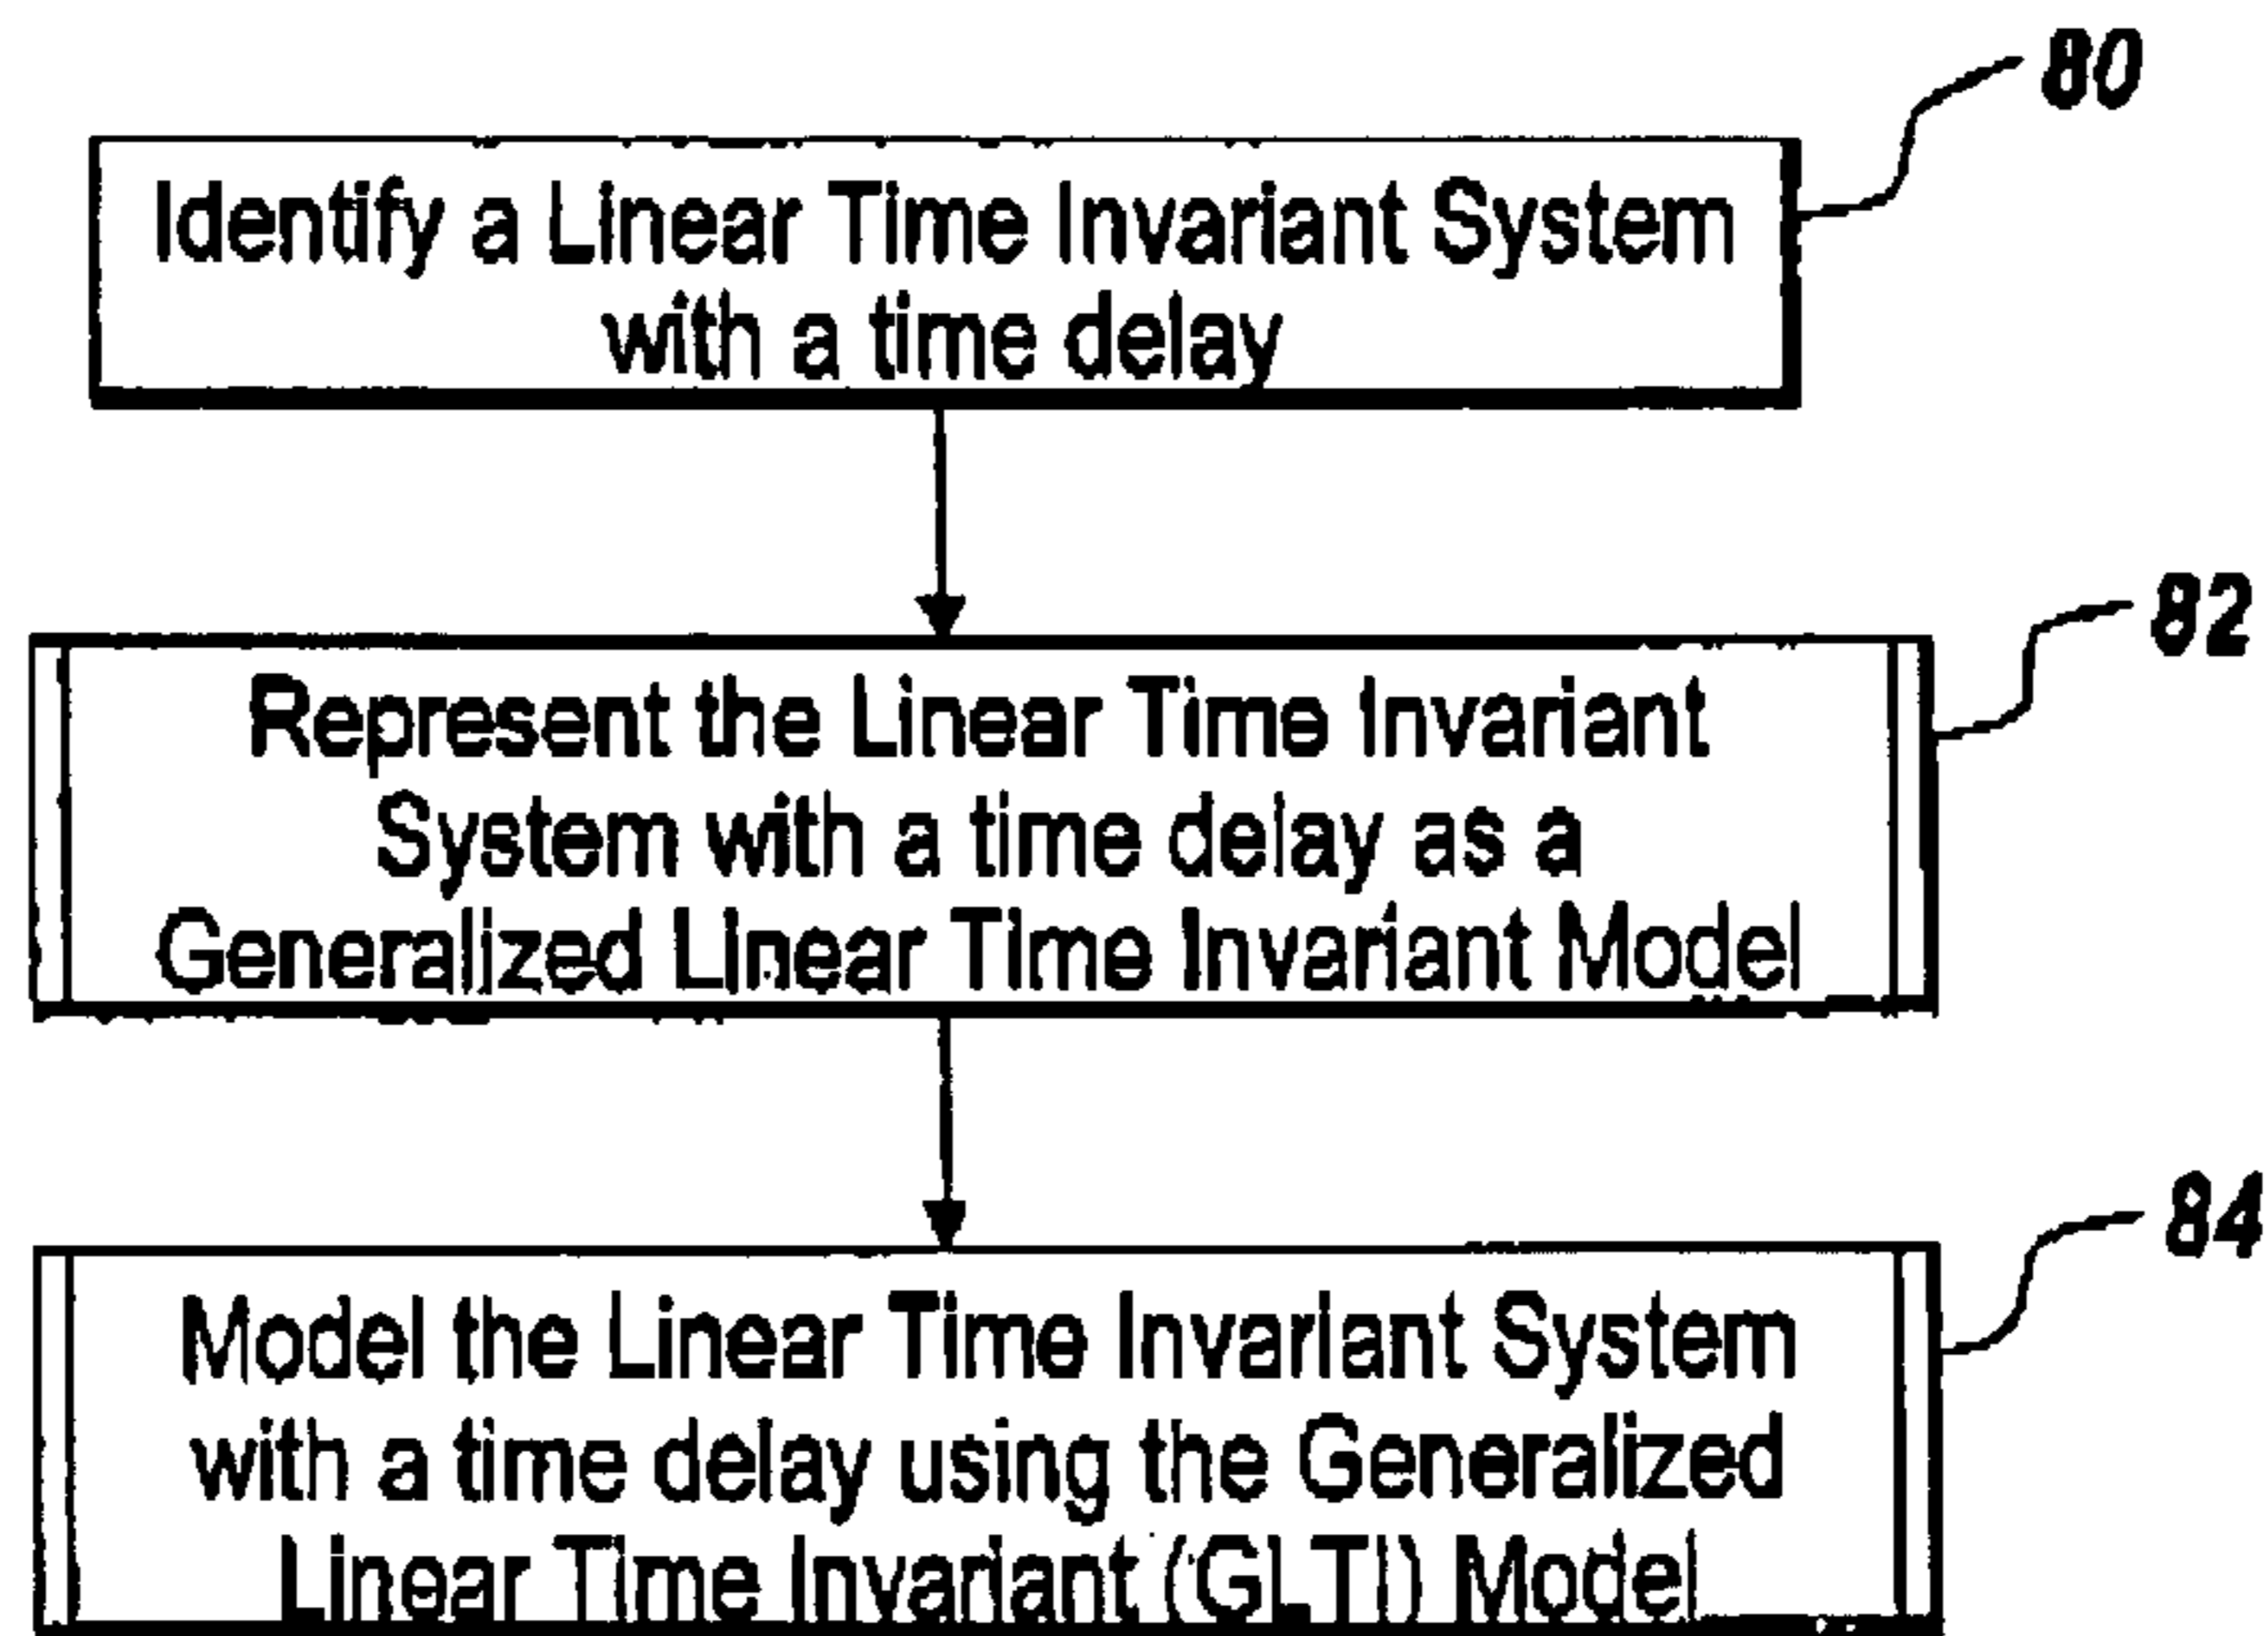 80
Identify a Linear Time Invariant System
with a time delay
82
Represent the Linear Time Invariant
System with a time delay as a
Generalized Linear Time Invariant Model
84
Model the Linear Time Invariant System
with a time delay using the Generalized
Linear Time Invariant (GLTI) Model